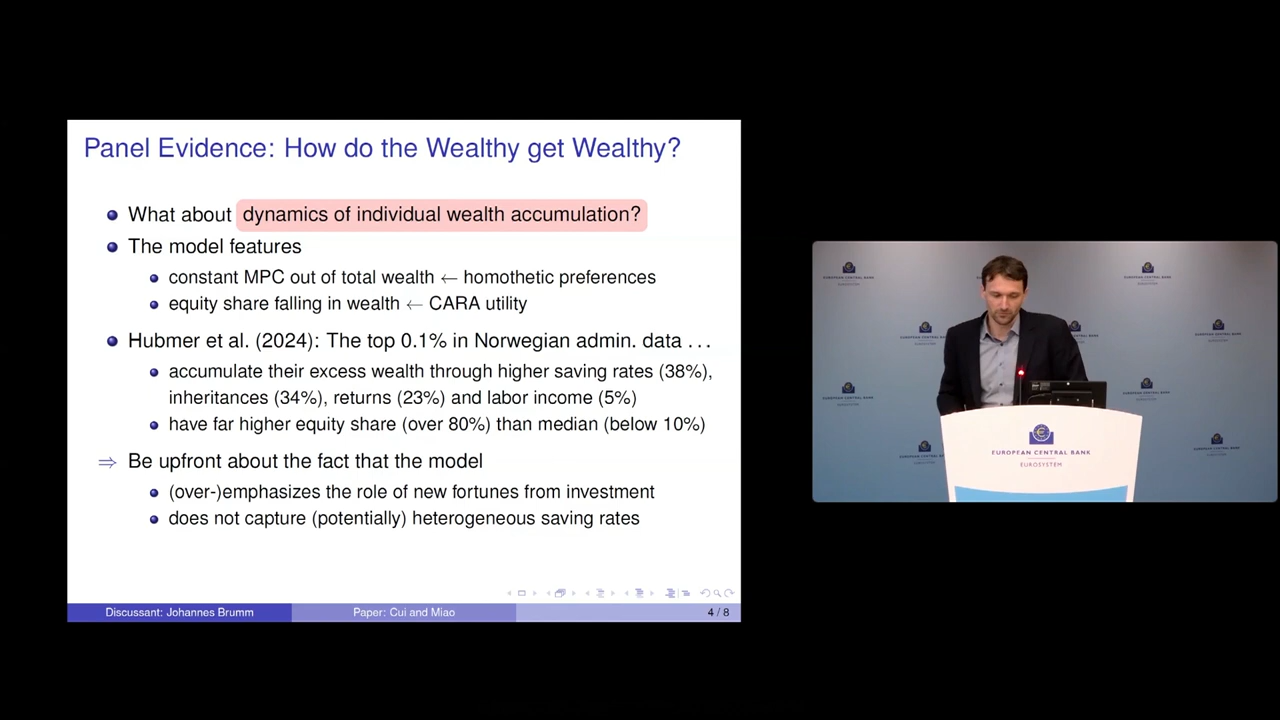 Panel Evidence: How do the Wealthy get Wealthy?
What about dynamics of individual wealth accumulation?
The model features
constant MPC out of total wealth ← homothetic preferences
equity share falling in wealth ← CARA utility
Hubmer et al. (2024): The top 0.1% in Norwegian admin. data ...
accumulate their excess wealth through higher saving rates (38%),
inheritances (34%), returns (23%) and labor income (5%)
have far higher equity share (over 80%) than median (below 10%)
⇒ Be upfront about the fact that the model
(over-)emphasizes the role of new fortunes from investment
does not capture (potentially) heterogeneous saving rates
Discussant: Johannes Brumm Paper: Cui and Miao 4 / 8
EUROPEAN CENTRAL BANK
EUROSYSTEM